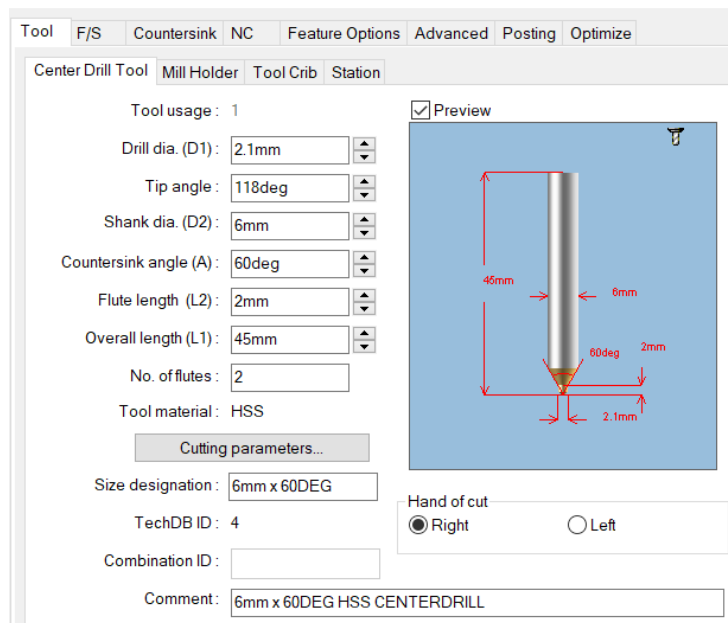 Tool F/S Countersink NC Feature Options Advanced Posting Optimize
Center Drill Tool Mill Holder Tool Crib Station
Tool usage : 1
Preview
Drill dia. (D1) : 2.1mm
Tip angle : 118deg
Shank dia. (D2) : 6mm
Countersink angle (A) : 60deg
Flute length (L2) : 2mm
Overall length (L1) : 45mm
No. of flutes : 2
Tool material : HSS
Cutting parameters...
Size designation : 6mm x 60DEG
TechDB ID : 4
Combination ID :
Comment : 6mm x 60DEG HSS CENTERDRILL
45mm
6mm
60deg
2mm
2.1mm
Hand of cut
Right Left